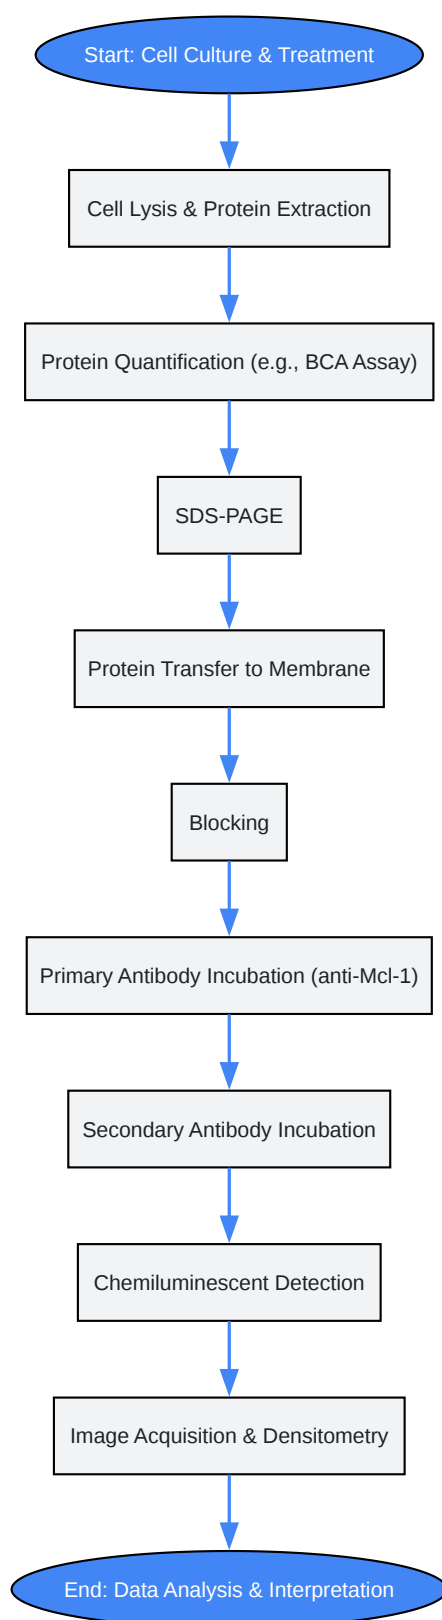 Start: Cell Culture & Treatment
Cell Lysis & Protein Extraction
Protein Quantification (e.g., BCA Assay)
SDS-PAGE
Protein Transfer to Membrane
Blocking
Primary Antibody Incubation (anti-Mcl-1)
Secondary Antibody Incubation
Chemiluminescent Detection
Image Acquisition & Densitometry
End: Data Analysis & Interpretation